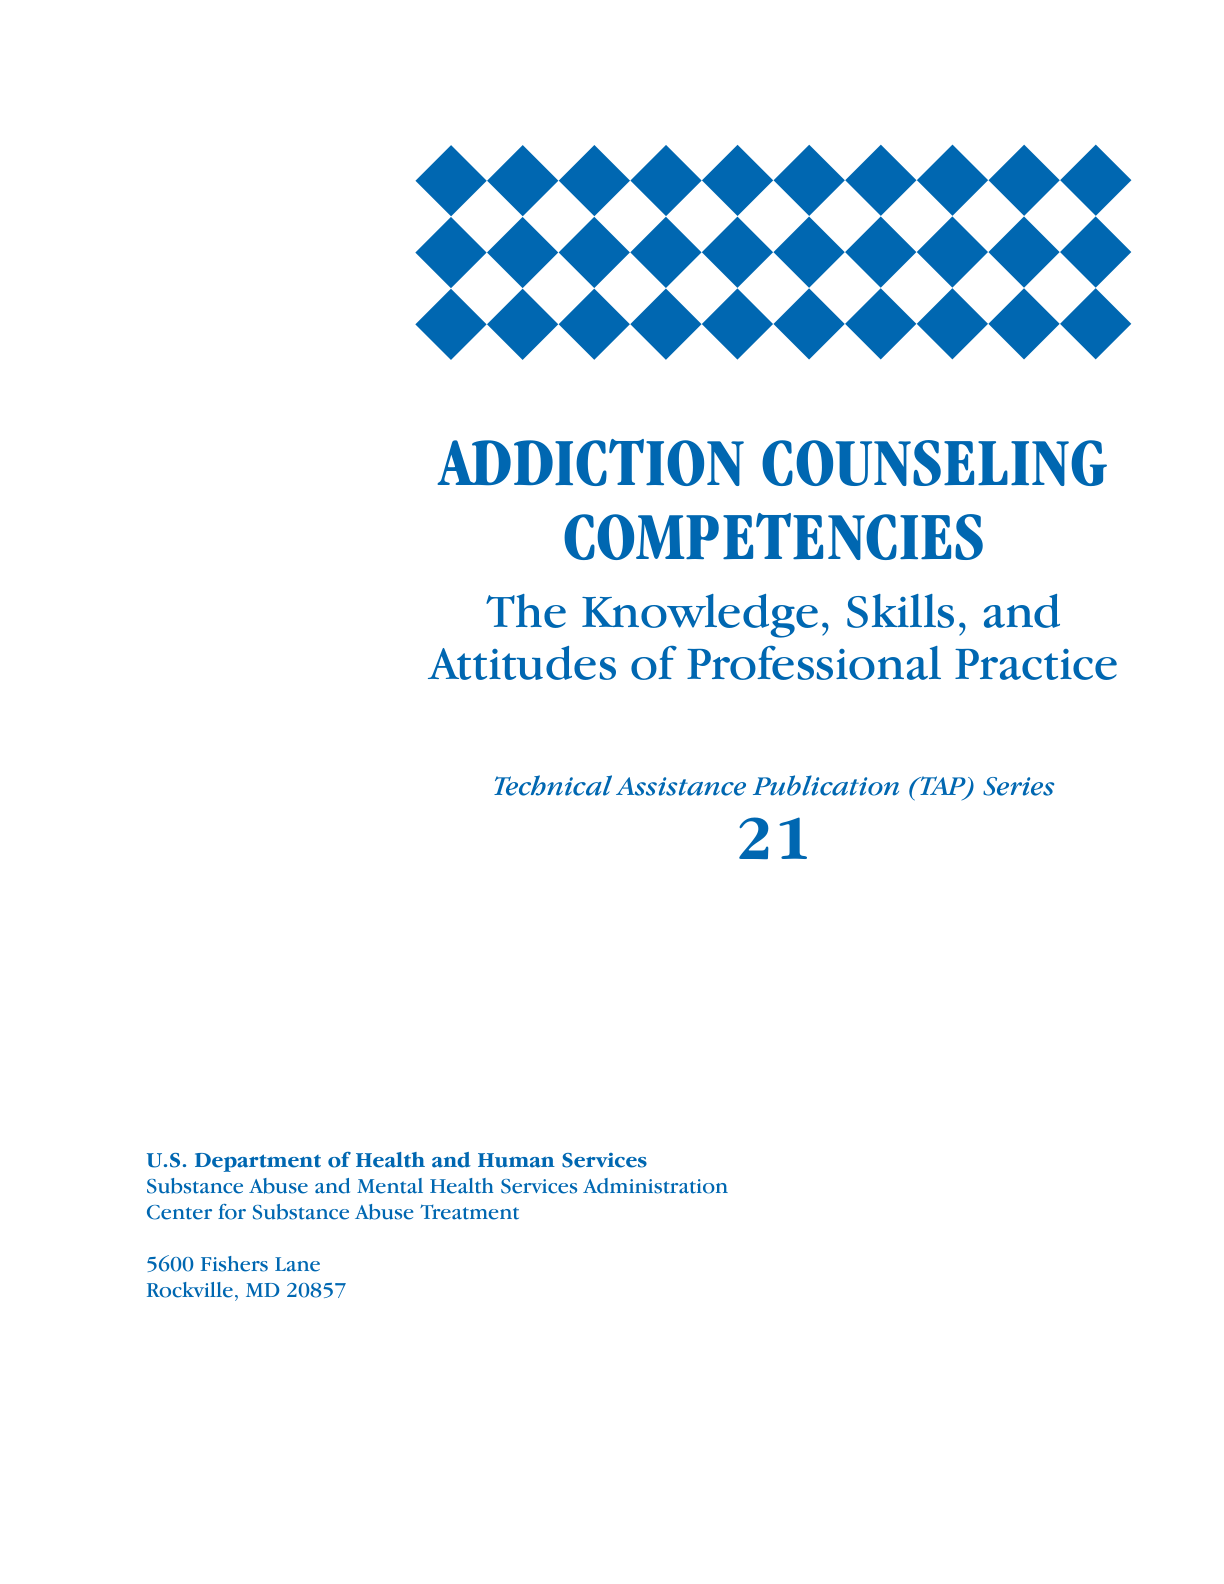 ADDICTION COUNSELING
COMPETENCIES
The Knowledge, Skills, and
Attitudes of Professional Practice
Technical Assistance Publication (TAP) Series
21
U.S. Department of Health and Human Services
Substance Abuse and Mental Health Services Administration
Center for Substance Abuse Treatment
5600 Fishers Lane
Rockville, MD 20857